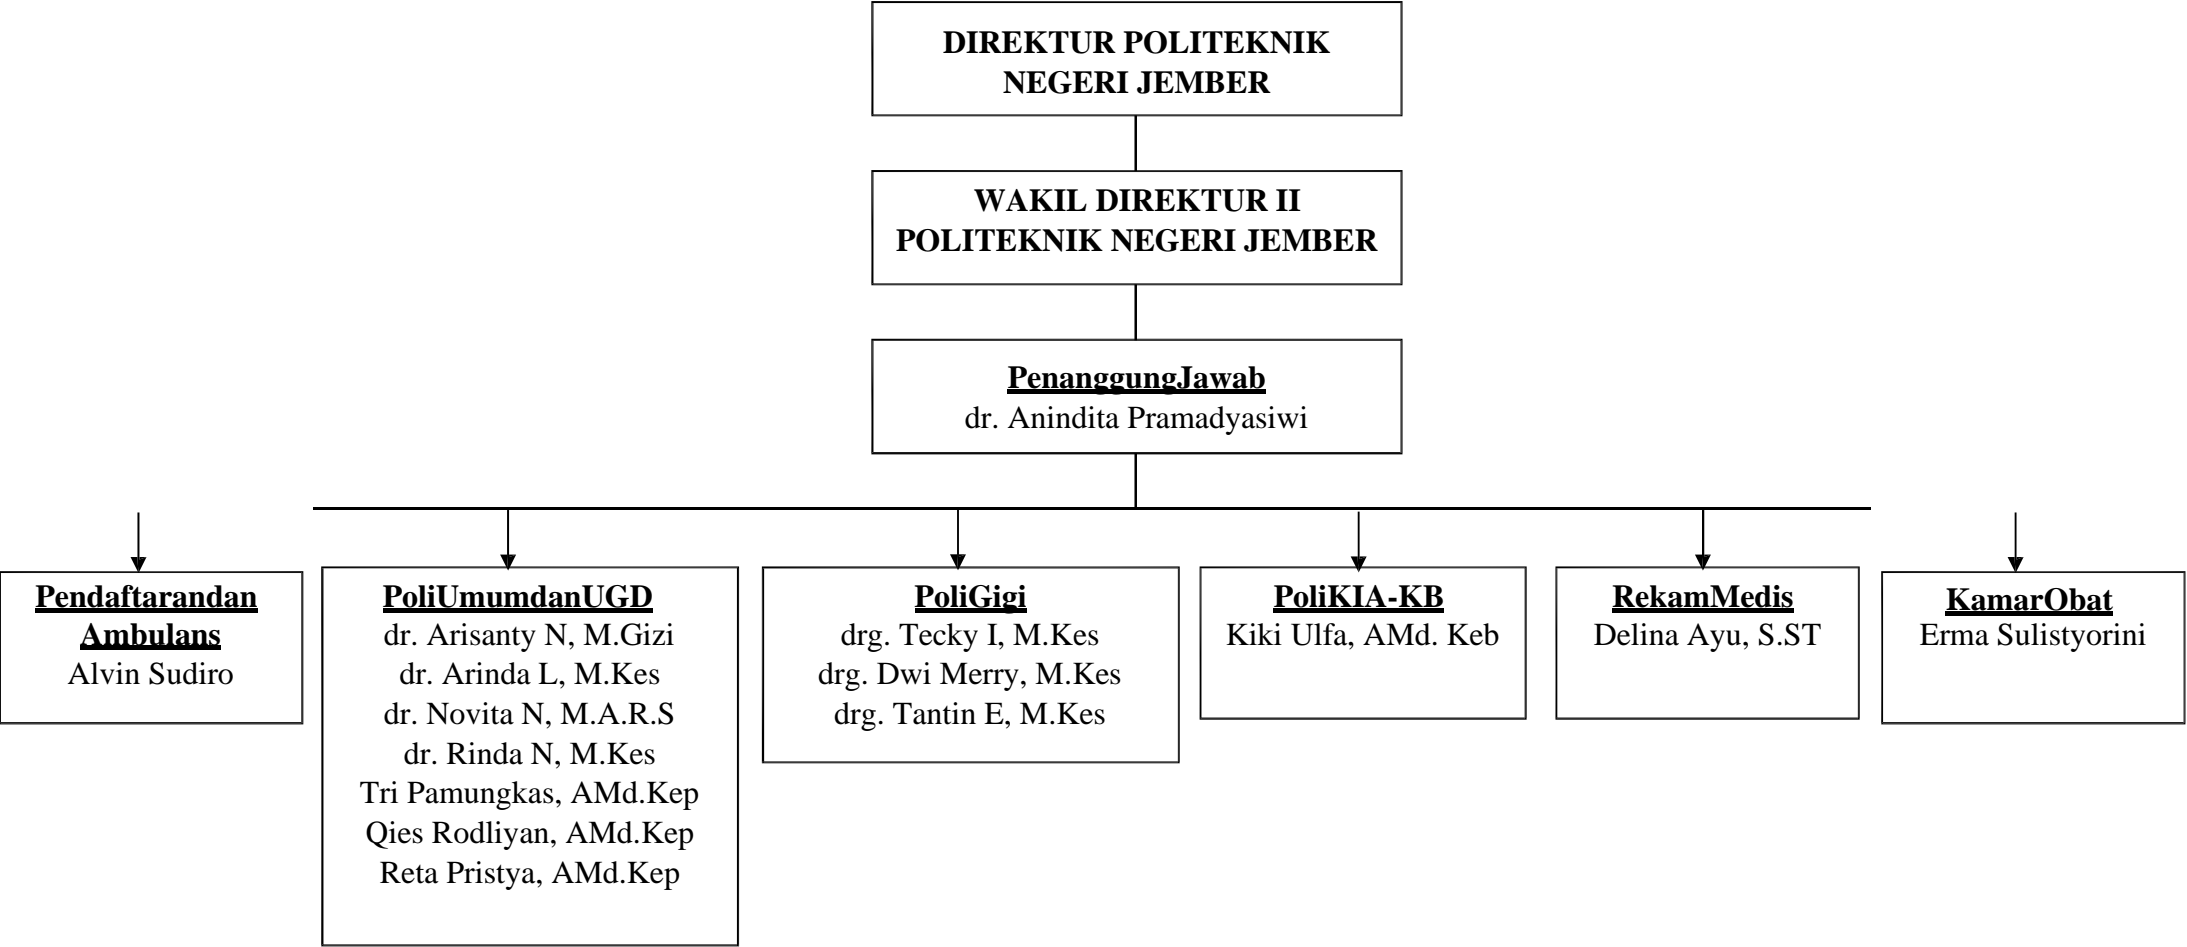 DIREKTUR POLITEKNIK
NEGERI JEMBER
WAKIL DIREKTUR II
POLITEKNIK NEGERI JEMBER
PenanggungJawab
dr. Anindita Pramadyasiwi
Pendaftarandan
Ambulans
Alvin Sudiro
PoliUmumdanUGD
dr. Arisanty N, M.Gizi
dr. Arinda L, M.Kes
dr. Novita N, M.A.R.S
dr. Rinda N, M.Kes
Tri Pamungkas, AMd.Kep
Qies Rodliyan, AMd.Kep
Reta Pristya, AMd.Kep
PoliGigi
drg. Tecky I, M.Kes
drg. Dwi Merry, M.Kes
drg. Tantin E, M.Kes
PoliKIA-KB
Kiki Ulfa, AMd. Keb
RekamMedis
Delina Ayu, S.ST
KamarObat
Erma Sulistyorini